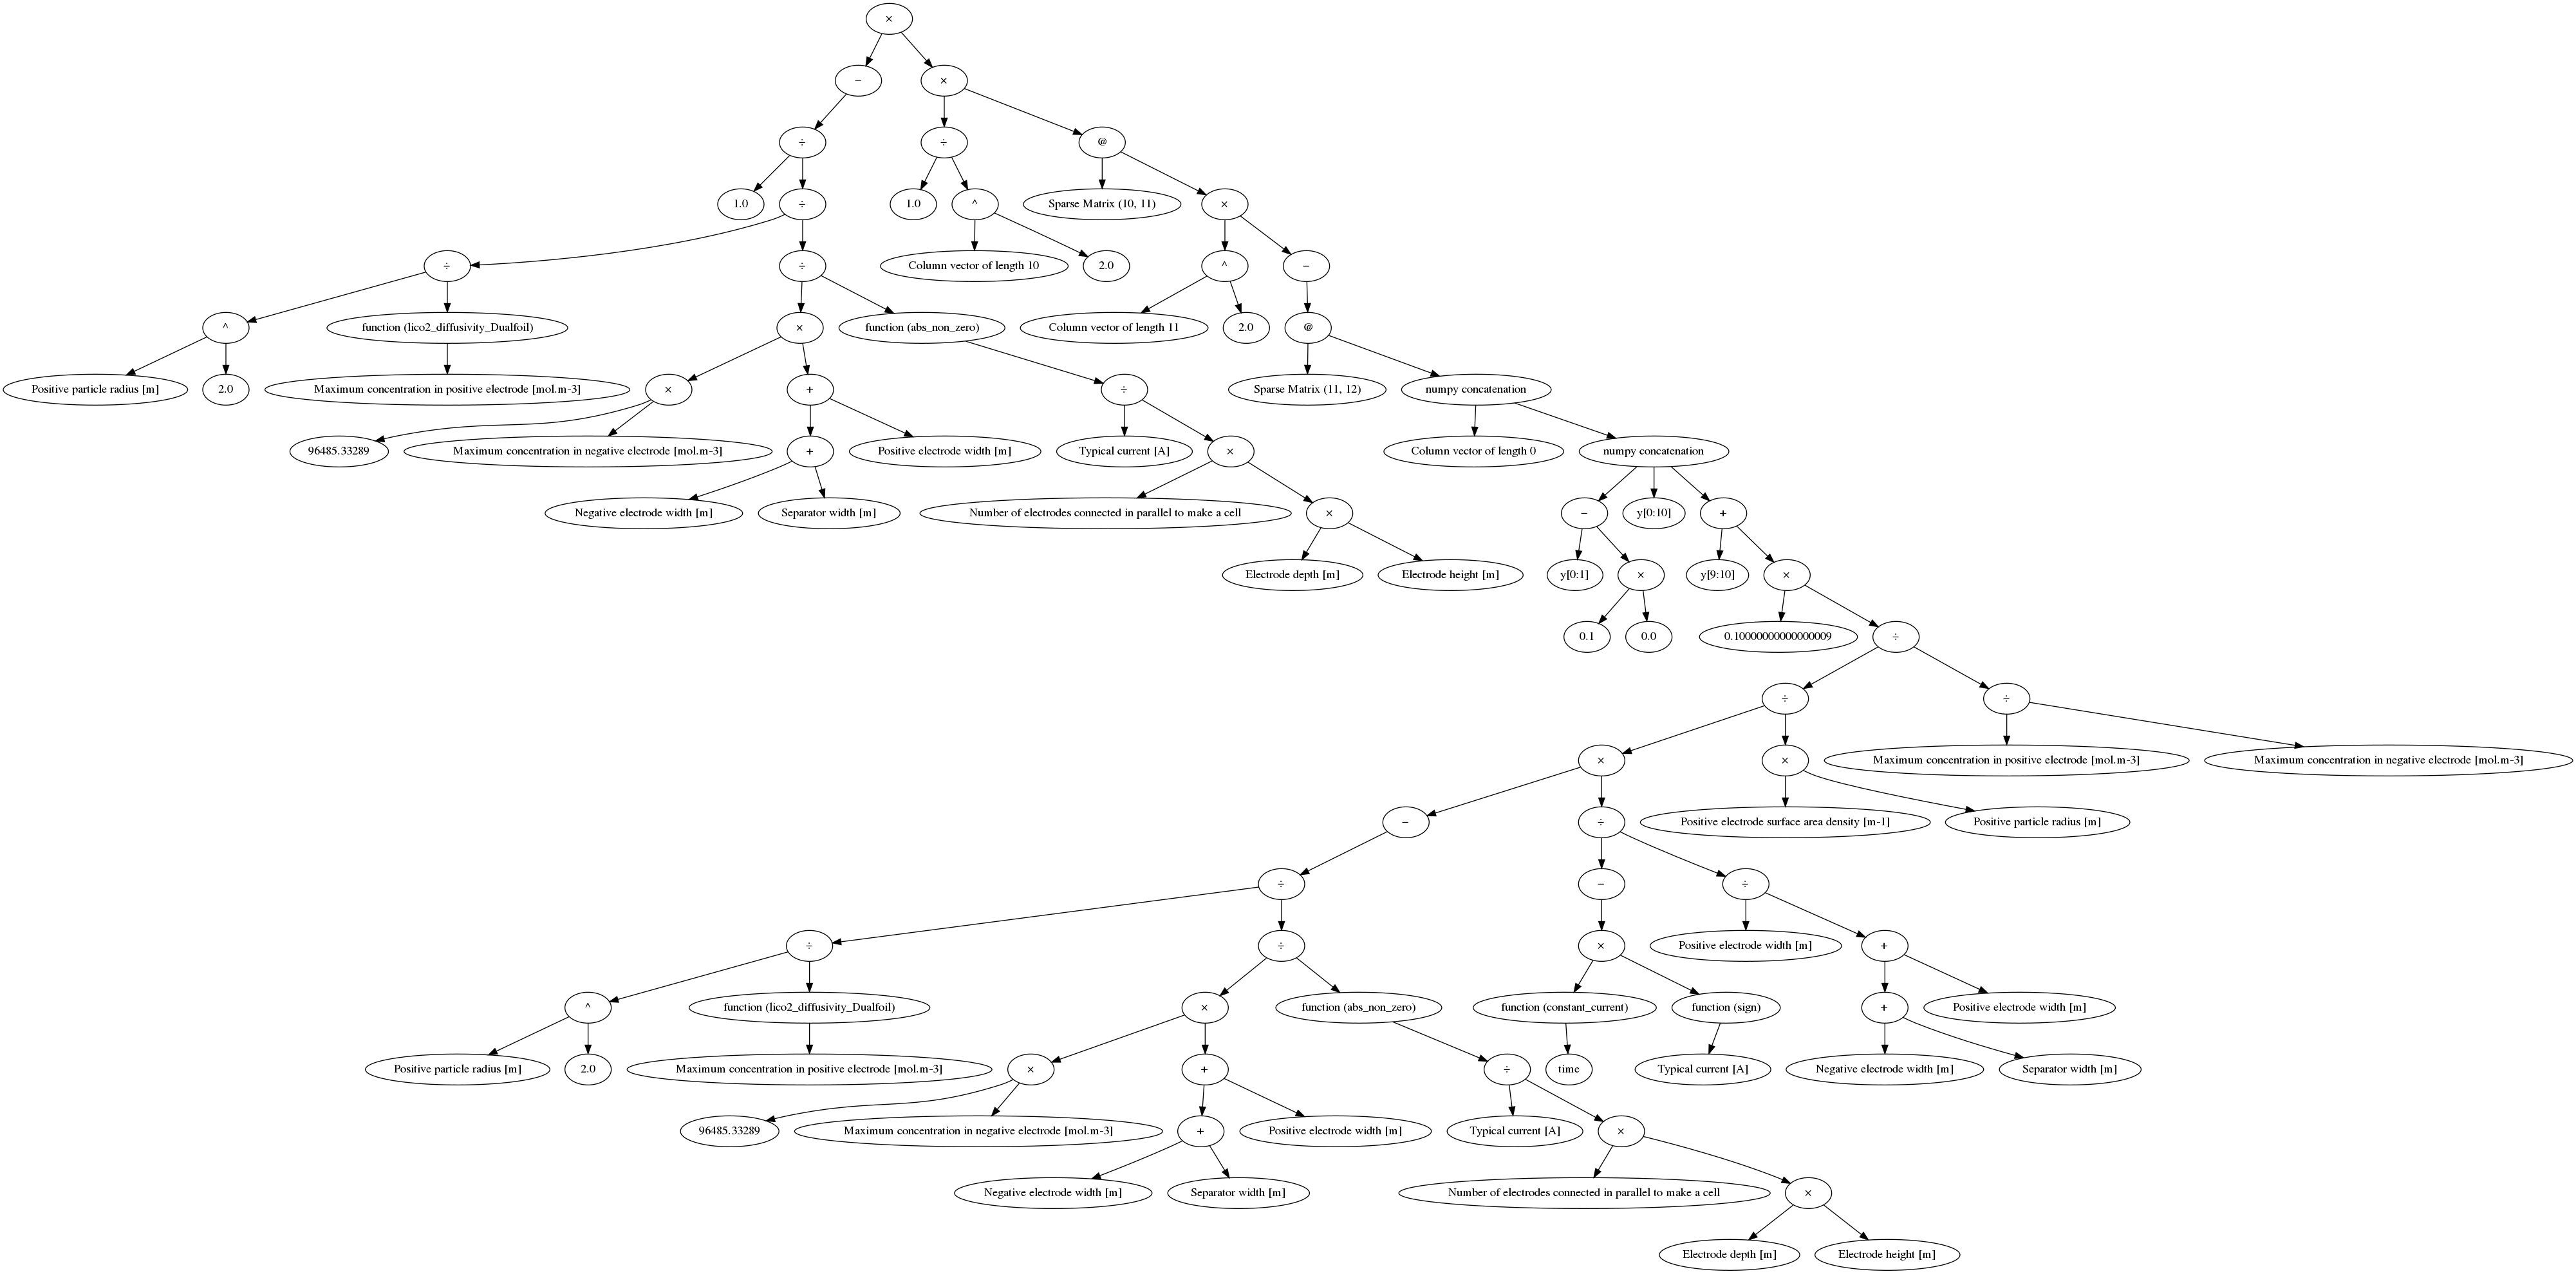 ×
− ×
÷ ÷ @
1.0 ÷ 1.0 ^ Sparse Matrix (10, 11) ×
÷ ÷ Column vector of length 10 2.0 ^ −
^ function (lico2_diffusivity_Dualfoil) × function (abs_non_zero) Column vector of length 11 2.0 @
Positive particle radius [m] 2.0 Maximum concentration in positive electrode [mol.m-3] × + ÷ Sparse Matrix (11, 12) numpy concatenation
96485.33289 Maximum concentration in negative electrode [mol.m-3] + Positive electrode width [m] Typical current [A] × Column vector of length 0 numpy concatenation
Negative electrode width [m] Separator width [m] Number of electrodes connected in parallel to make a cell × − y[0:10] +
Electrode depth [m] Electrode height [m] y[0:1] × y[9:10] ×
0.1 0.0 0.10000000000000009 ÷
÷ ÷
× × Maximum concentration in positive electrode [mol.m-3] Maximum concentration in negative electrode [mol.m-3]
− ÷ Positive electrode surface area density [m-1] Positive particle radius [m]
÷ − ÷
÷ ÷ × Positive electrode width [m] +
^ function (lico2_diffusivity_Dualfoil) × function (abs_non_zero) function (constant_current) function (sign) + Positive electrode width [m]
Positive particle radius [m] 2.0 Maximum concentration in positive electrode [mol.m-3] × + ÷ time Typical current [A] Negative electrode width [m] Separator width [m]
96485.33289 Maximum concentration in negative electrode [mol.m-3] + Positive electrode width [m] Typical current [A] ×
Negative electrode width [m] Separator width [m] Number of electrodes connected in parallel to make a cell ×
Electrode depth [m] Electrode height [m]